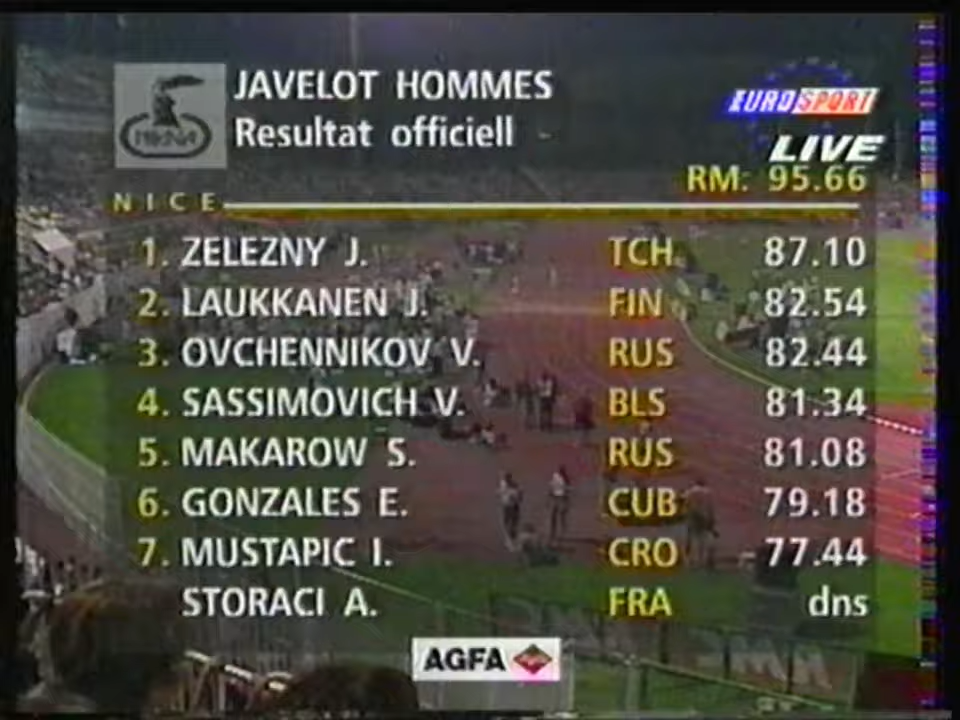 JAVELOT HOMMES
Resultat officiell
EUROSPORT
LIVE
RM: 95.66
NICE
1. ZELEZNY J. TCH 87.10
2. LAUKKANEN J. FIN 82.54
3. OVCHENNIKOV V. RUS 82.44
4. SASSIMOVICH V. BLS 81.34
5. MAKAROW S. RUS 81.08
6. GONZALES E. CUB 79.18
7. MUSTAPIC I. CRO 77.44
STORACI A. FRA dns
AGFA